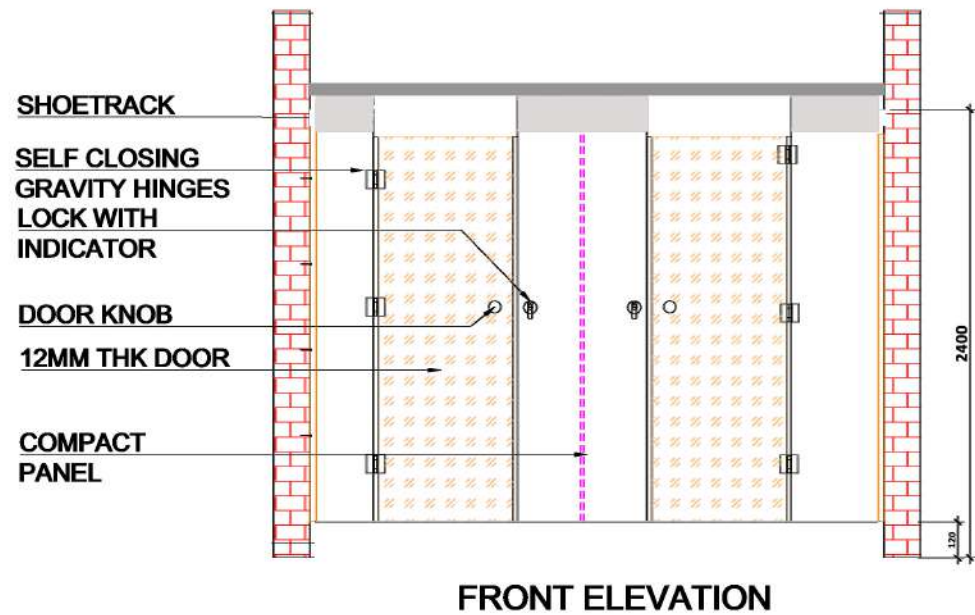 SHOETRACK
SELF CLOSING
GRAVITY HINGES
LOCK WITH
INDICATOR
DOOR KNOB
12MM THK DOOR
COMPACT
PANEL
2400
120
FRONT ELEVATION